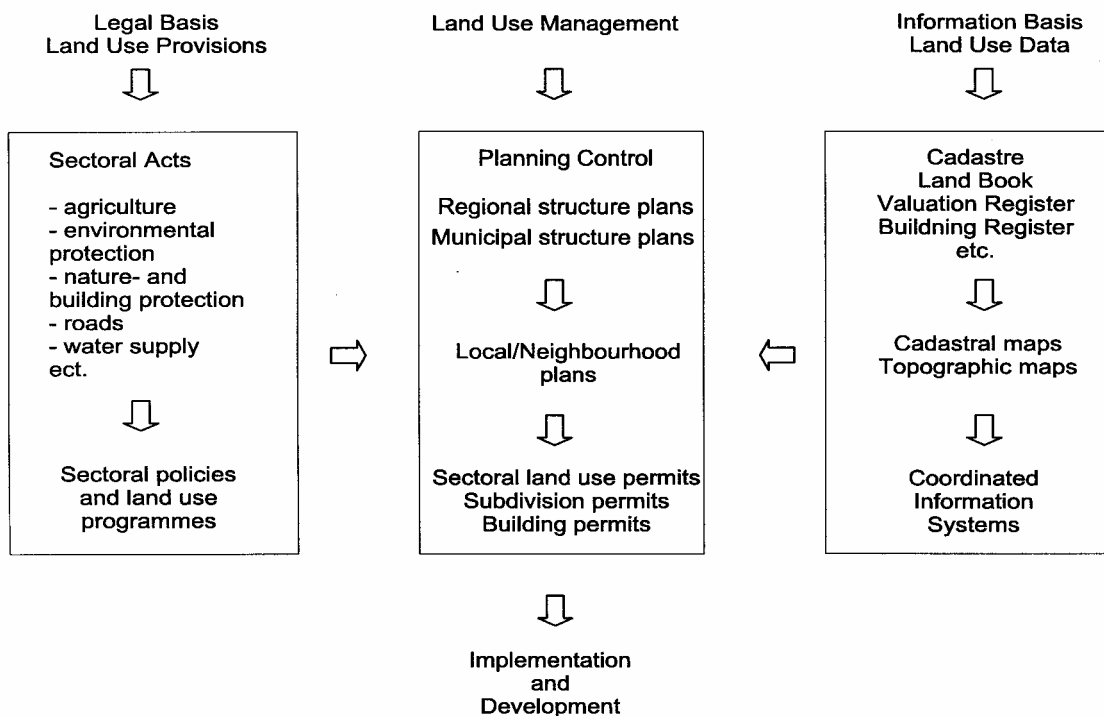 Legal Basis
Land Use Provisions
Sectoral Acts
- agriculture
- environmental
protection
- nature- and
building protection
- roads
- water supply
ect.
Sectoral policies
and land use
programmes
Land Use Management
Planning Control
Regional structure plans
Municipal structure plans
Local/Neighbourhood
plans
Sectoral land use permits
Subdivision permits
Building permits
Implementation
and
Development
Information Basis
Land Use Data
Cadastre
Land Book
Valuation Register
Buildning Register
etc.
Cadastral maps
Topographic maps
Coordinated
Information
Systems